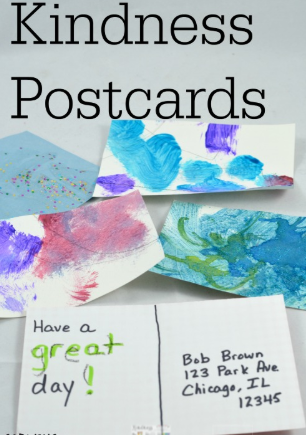 Kindness
Postcards
Have a
great
day!
Bob Brown
123 Park Ave
Chicago, IL
12345